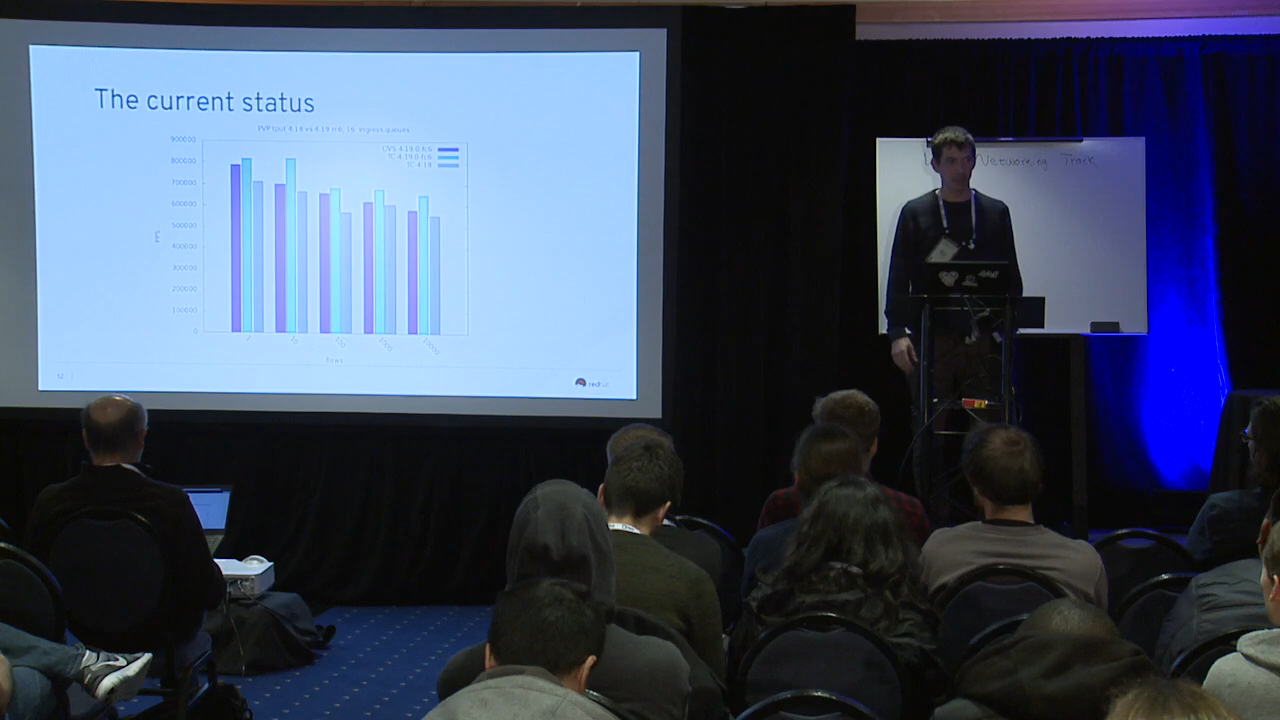 The current status
PVP tput 4.18 vs 4.19 rc6, 16 ingress queues
OVS 4.19.0-rc6
TC 4.19.0-rc6
TC 4.18
900000
800000
700000
600000
500000
400000
300000
200000
100000
0
1
10
100
1000
10000
flows
redhat
Networking Track